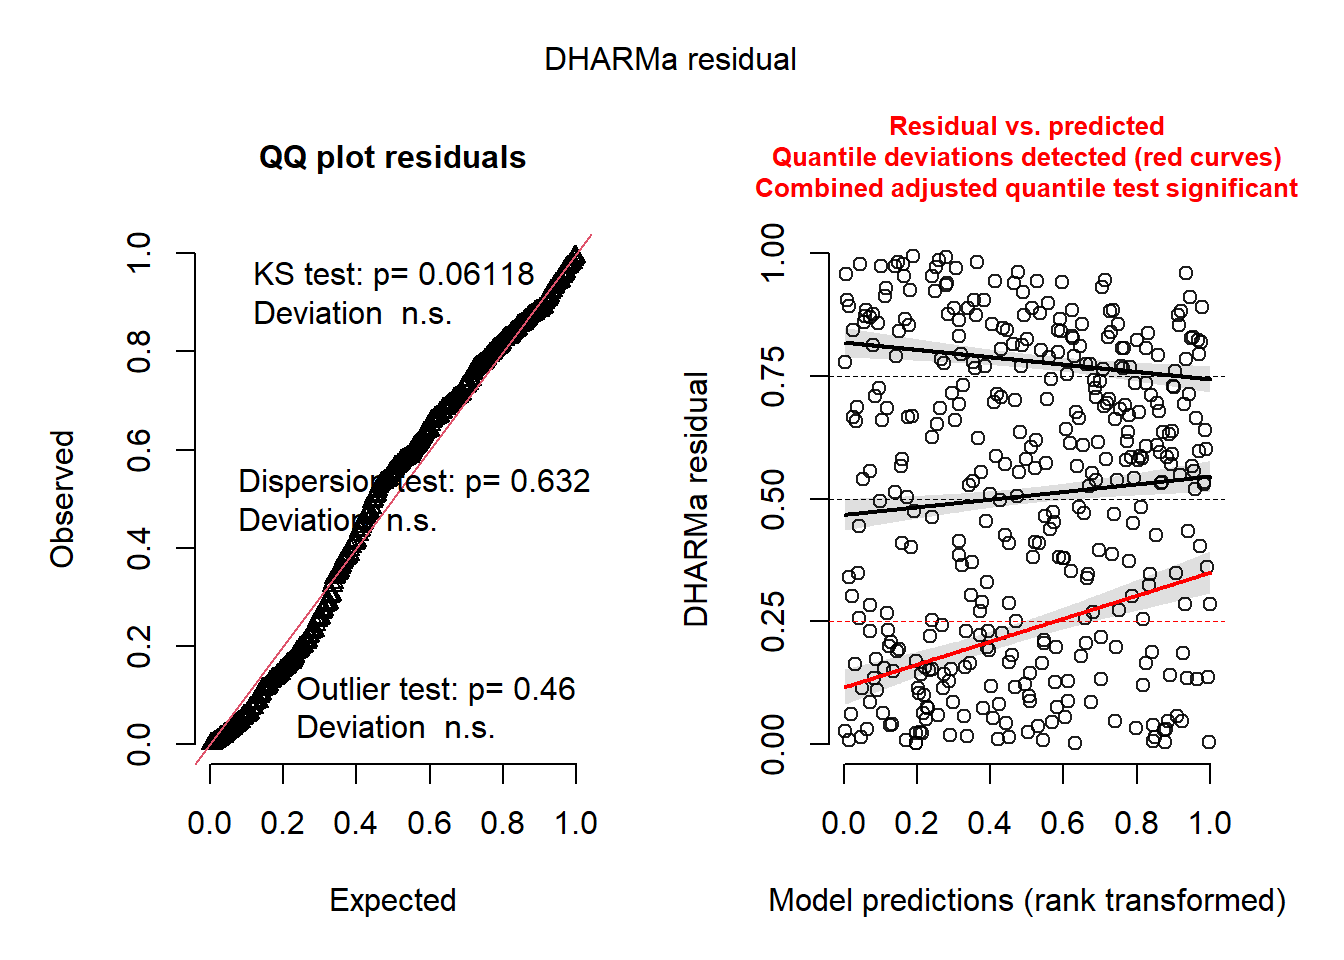 DHARMa residual
QQ plot residuals
KS test: p= 0.06118
Deviation  n.s.
Dispersion test: p= 0.632
Deviation  n.s.
Outlier test: p= 0.46
Deviation  n.s.
Observed
0.0 0.2 0.4 0.6 0.8 1.0
0.0 0.2 0.4 0.6 0.8 1.0
Expected
Residual vs. predicted
Quantile deviations detected (red curves)
Combined adjusted quantile test significant
DHARMa residual
0.00 0.25 0.50 0.75 1.00
0.0 0.2 0.4 0.6 0.8 1.0
Model predictions (rank transformed)